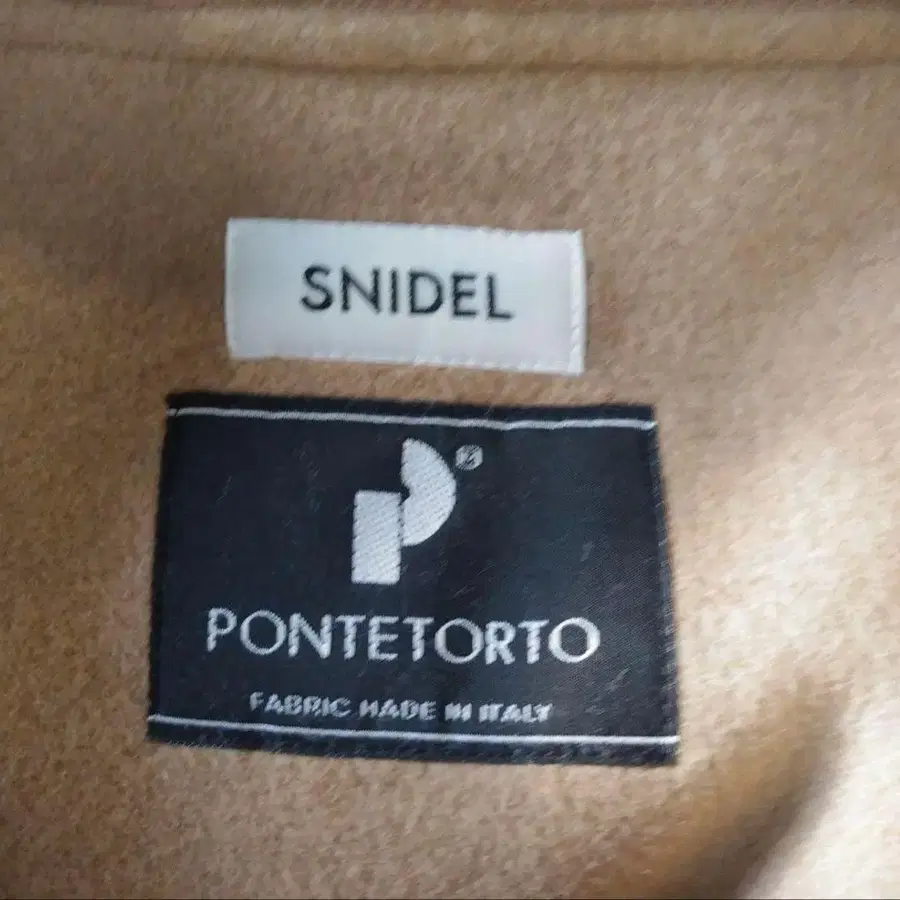 SNIDEL
®
PONTETORTO
FABRIC MADE IN ITALY